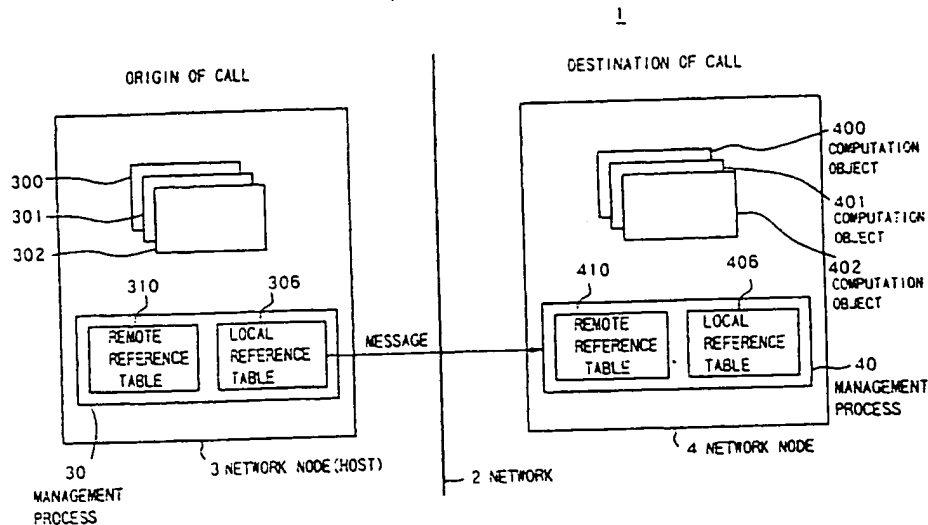 1
ORIGIN OF CALL
DESTINATION OF CALL
300
301
302
400
COMPUTATION
OBJECT
401
COMPUTATION
OBJECT
402 COMPUTATION
OBJECT
310
306
REMOTE
REFERENCE
TABLE
LOCAL
REFERENCE
TABLE
MESSAGE
410
406
REMOTE
REFERENCE
TABLE
LOCAL
REFERENCE
TABLE
40
MANAGEMENT
PROCESS
30
MANAGEMENT
PROCESS
3 NETWORK NODE(HOST)
2 NETWORK
4 NETWORK NODE